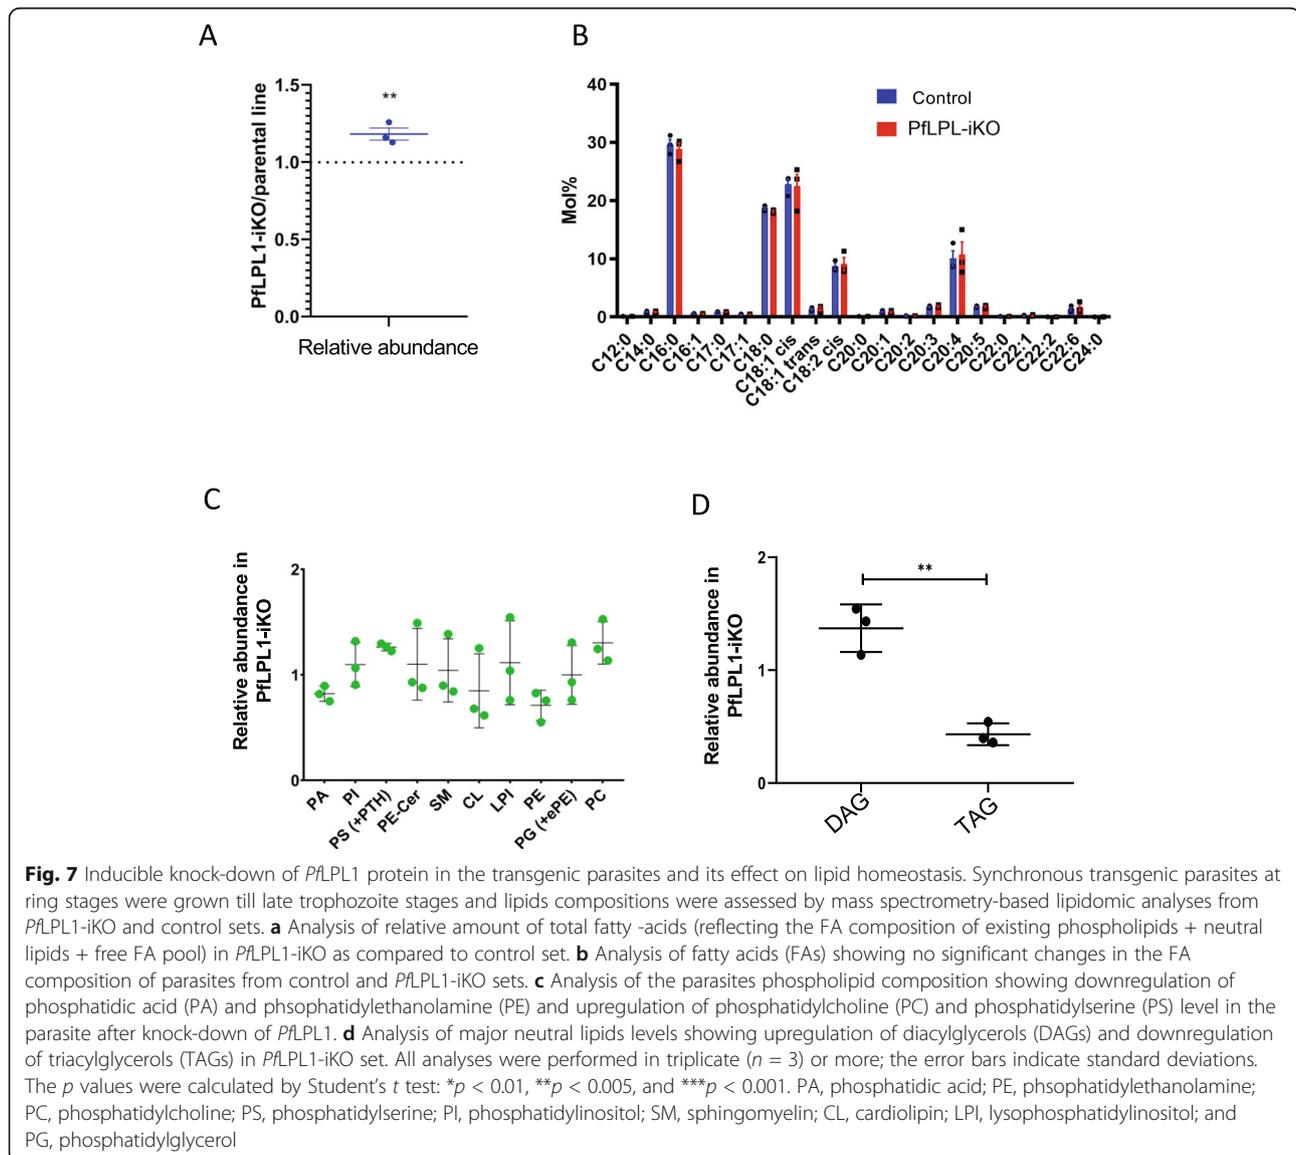 A
PfLPL1-iKO/parental line
1.5
1.0
0.5
0.0
**
Relative abundance
B
Mol%
40
30
20
10
0
Control
PfLPL-iKO
C12:0
C14:0
C16:0
C16:1
C17:0
C17:1
C18:0
C18:1 cis
C18:1 trans
C18:2 cis
C20:0
C20:1
C20:2
C20:3
C20:4
C20:5
C22:0
C22:1
C22:2
C22:6
C24:0
C
Relative abundance in
PfLPL1-iKO
2
1
0
PA
PI
PS (+PTH)
PE-Cer
SM
CL
LPI
PE
PG (+ePE)
PC
D
Relative abundance in
PfLPL1-iKO
2
1
0
**
DAG
TAG
Fig. 7 Inducible knock-down of PfLPL1 protein in the transgenic parasites and its effect on lipid homeostasis. Synchronous transgenic parasites at
ring stages were grown till late trophozoite stages and lipids compositions were assessed by mass spectrometry-based lipidomic analyses from
PfLPL1-iKO and control sets. a Analysis of relative amount of total fatty -acids (reflecting the FA composition of existing phospholipids + neutral
lipids + free FA pool) in PfLPL1-iKO as compared to control set. b Analysis of fatty acids (FAs) showing no significant changes in the FA
composition of parasites from control and PfLPL1-iKO sets. c Analysis of the parasites phospholipid composition showing downregulation of
phosphatidic acid (PA) and phsophatidylethanolamine (PE) and upregulation of phosphatidylcholine (PC) and phosphatidylserine (PS) level in the
parasite after knock-down of PfLPL1. d Analysis of major neutral lipids levels showing upregulation of diacylglycerols (DAGs) and downregulation
of triacylglycerols (TAGs) in PfLPL1-iKO set. All analyses were performed in triplicate (n = 3) or more; the error bars indicate standard deviations.
The p values were calculated by Student's t test: *p < 0.01, **p < 0.005, and ***p < 0.001. PA, phosphatidic acid; PE, phsophatidylethanolamine;
PC, phosphatidylcholine; PS, phosphatidylserine; PI, phosphatidylinositol; SM, sphingomyelin; CL, cardiolipin; LPI, lysophosphatidylinositol; and
PG, phosphatidylglycerol